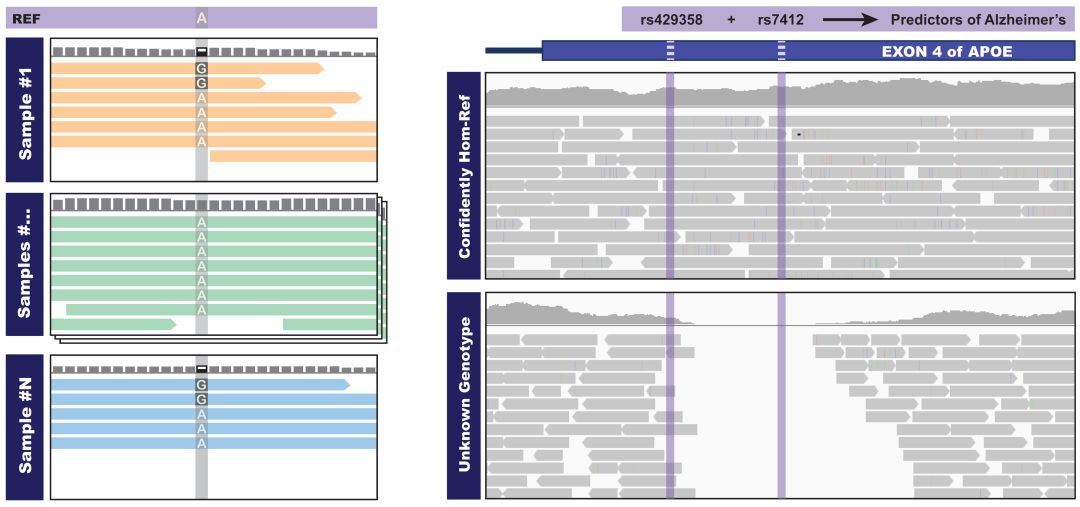 REF A
Sample #1
G
G
A
A
A
A
Samples #...
A
A
A
A
A
A
A
Sample #N
G
G
A
A
A
rs429358 + rs7412 Predictors of Alzheimer's
EXON 4 of APOE
Confidently Hom-Ref
Unknown Genotype